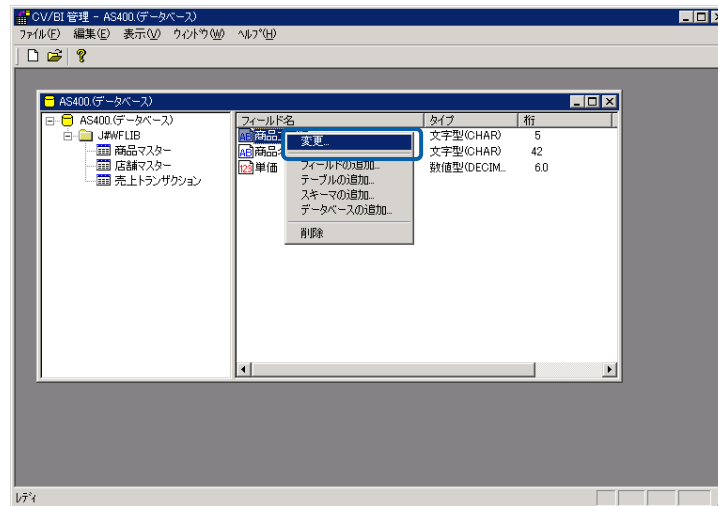 CV/BI 管理 - AS400.(データベース)
ファイル(F) 編集(E) 表示(V) ウィンドウ(W) ヘルプ(H)
AS400.(データベース)
AS400.(データベース)
J#WFLIB
商品マスター
店舗マスター
売上トランザクション
フィールド名 タイプ 桁
AB 商品 文字型(CHAR) 5
AB 商品 文字型(CHAR) 42
123 単価 数値型(DECIM... 6.0
変更...
フィールドの追加...
テーブルの追加...
スキーマの追加...
データベースの追加...
削除
レディ